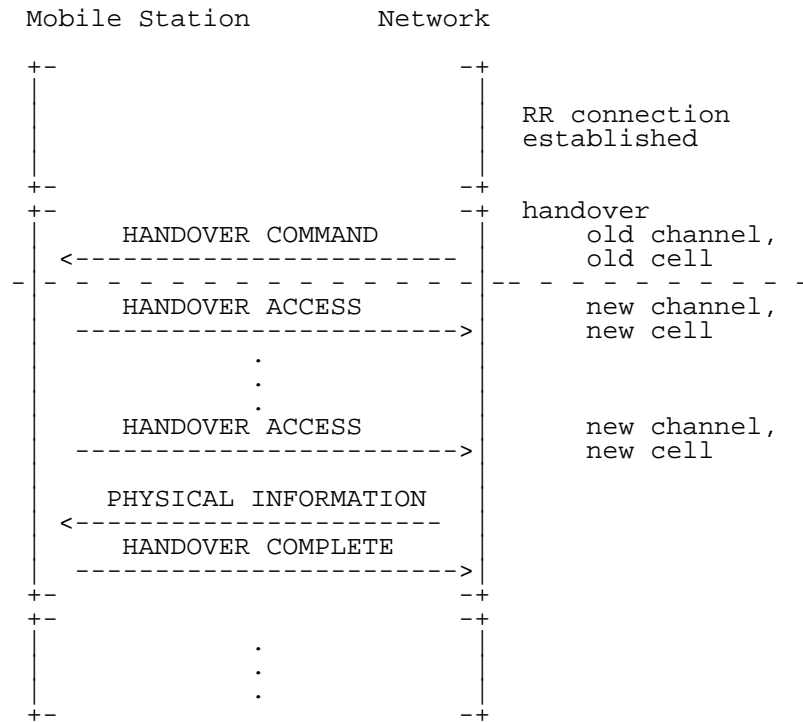 Mobile Station Network
RR connection
established
handover
HANDOVER COMMAND old channel,
old cell
HANDOVER ACCESS new channel,
new cell
.
.
.
HANDOVER ACCESS new channel,
new cell
PHYSICAL INFORMATION
HANDOVER COMPLETE
.
.
.